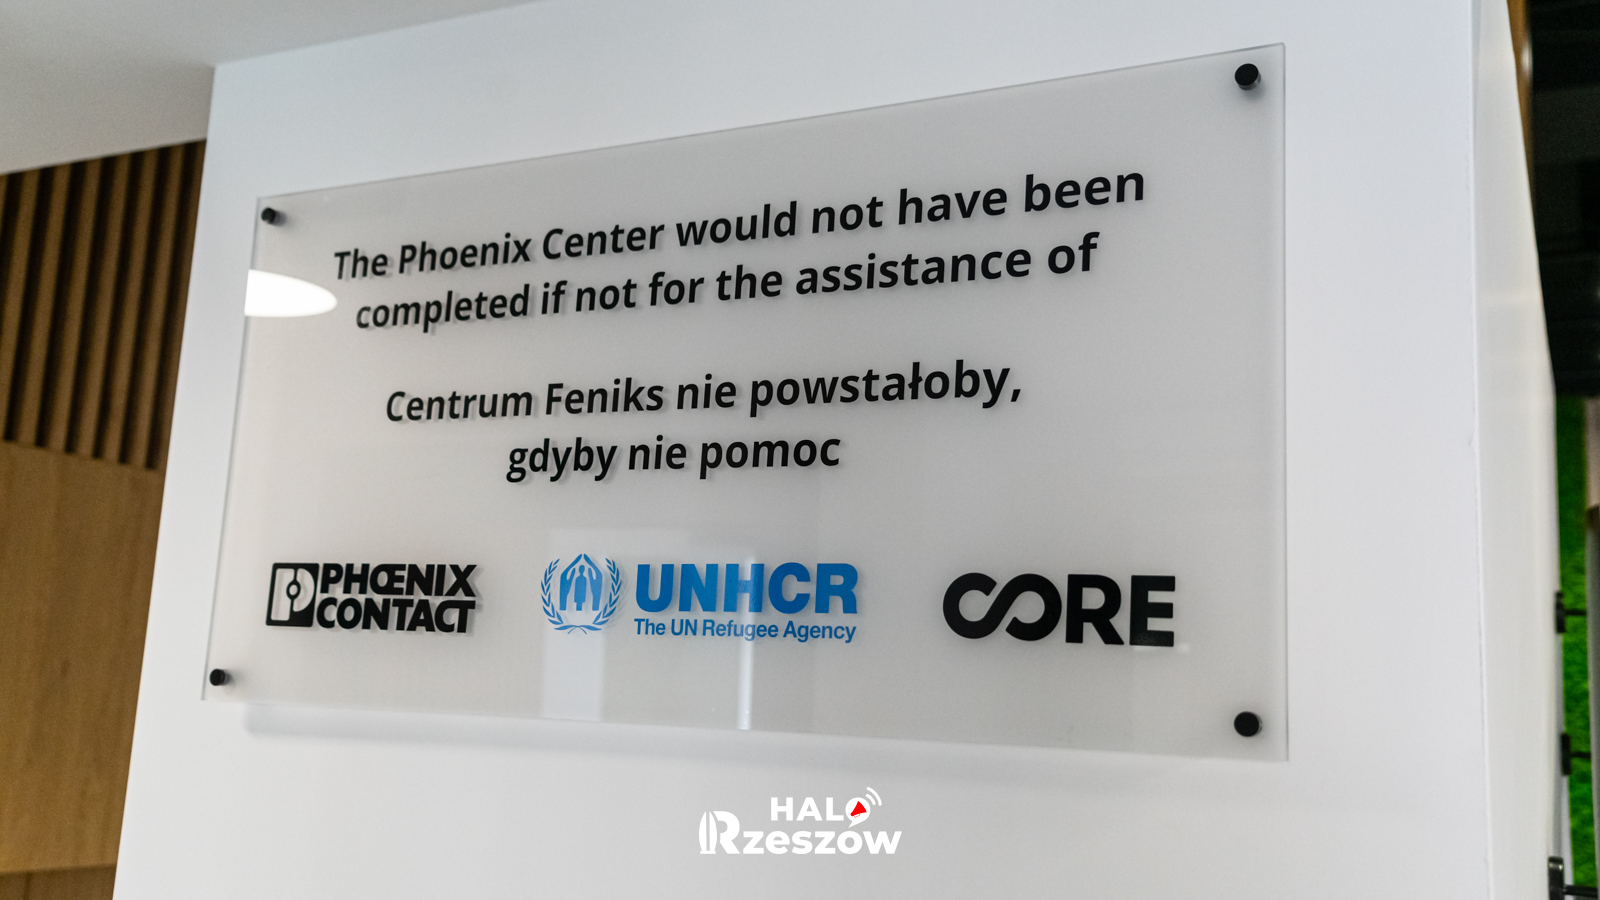 The Phoenix Center would not have been
completed if not for the assistance of
Centrum Feniks nie powstałoby,
gdyby nie pomoc
PHŒNIX
CONTACT
UNHCR
The UN Refugee Agency
CORE
HALO
Rzeszów